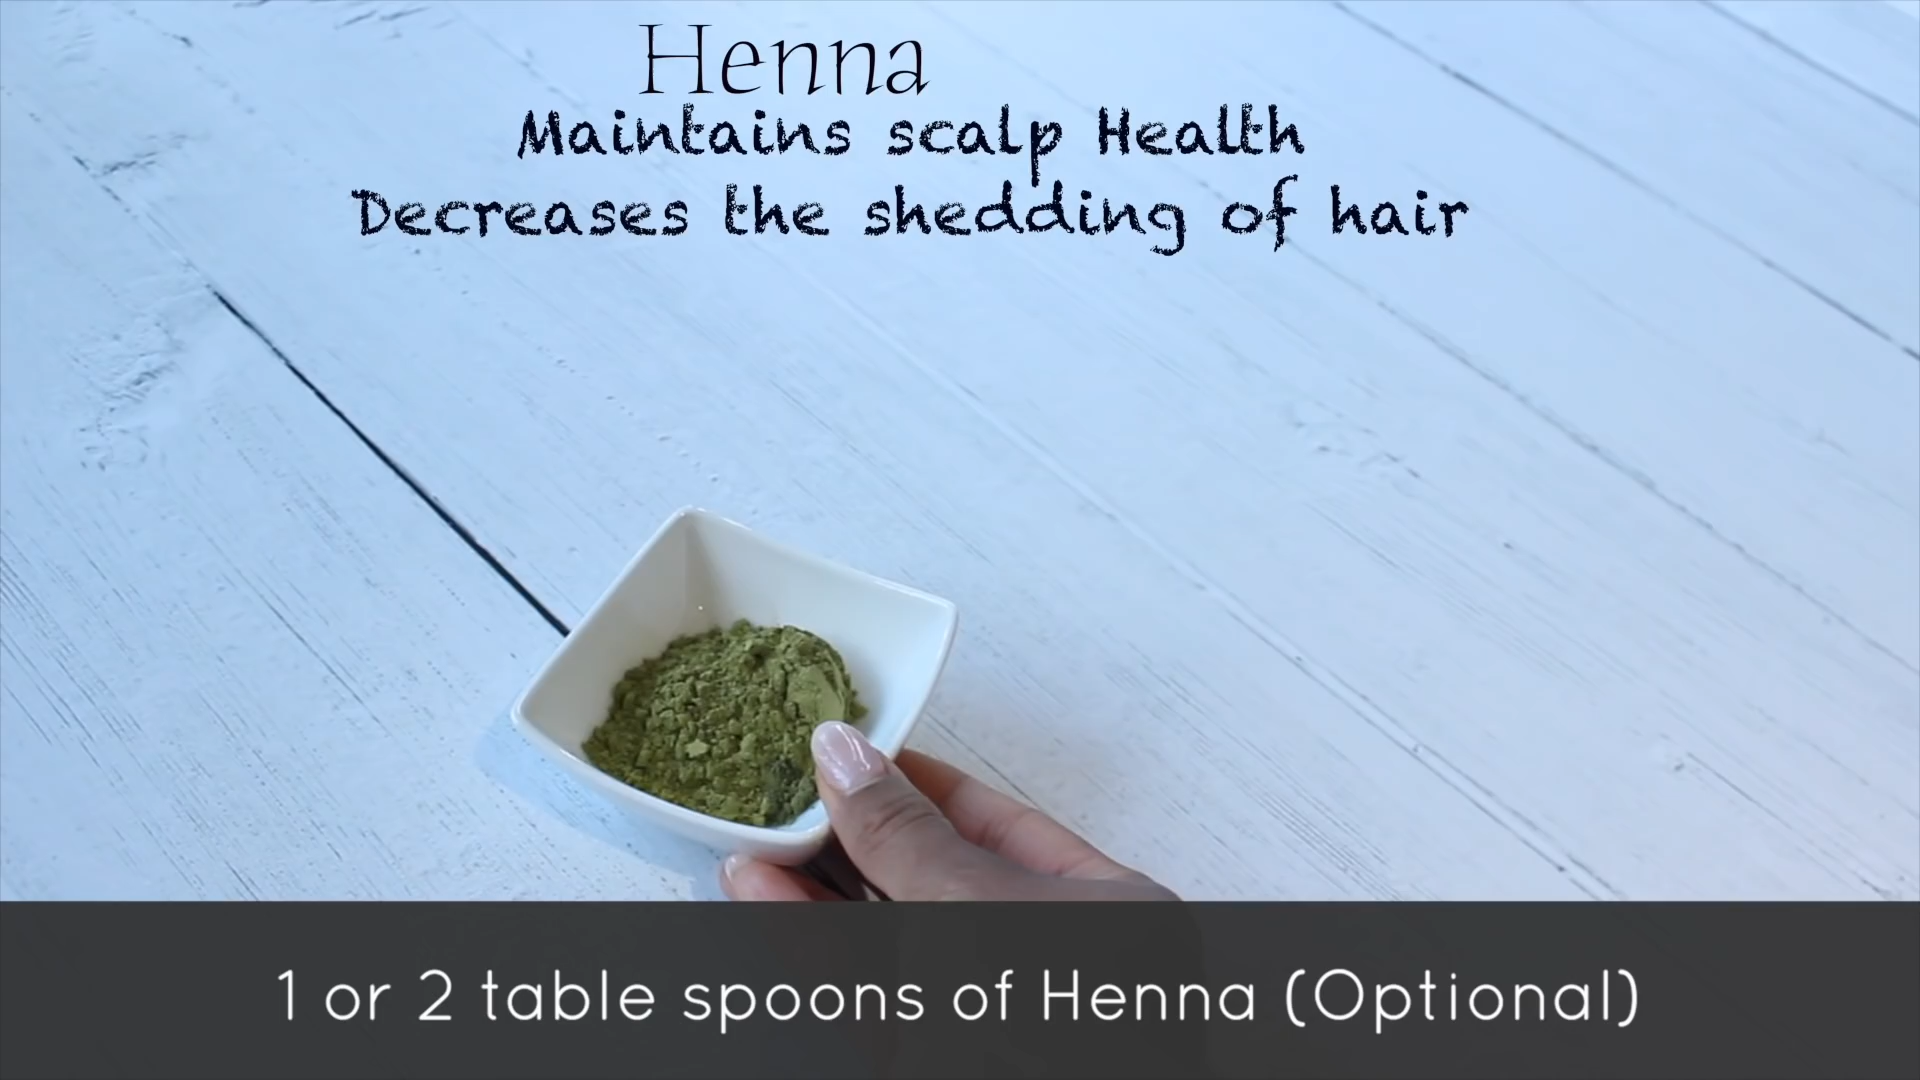 Henna
Maintains scalp Health
Decreases the shedding of hair
1 or 2 table spoons of Henna (Optional)